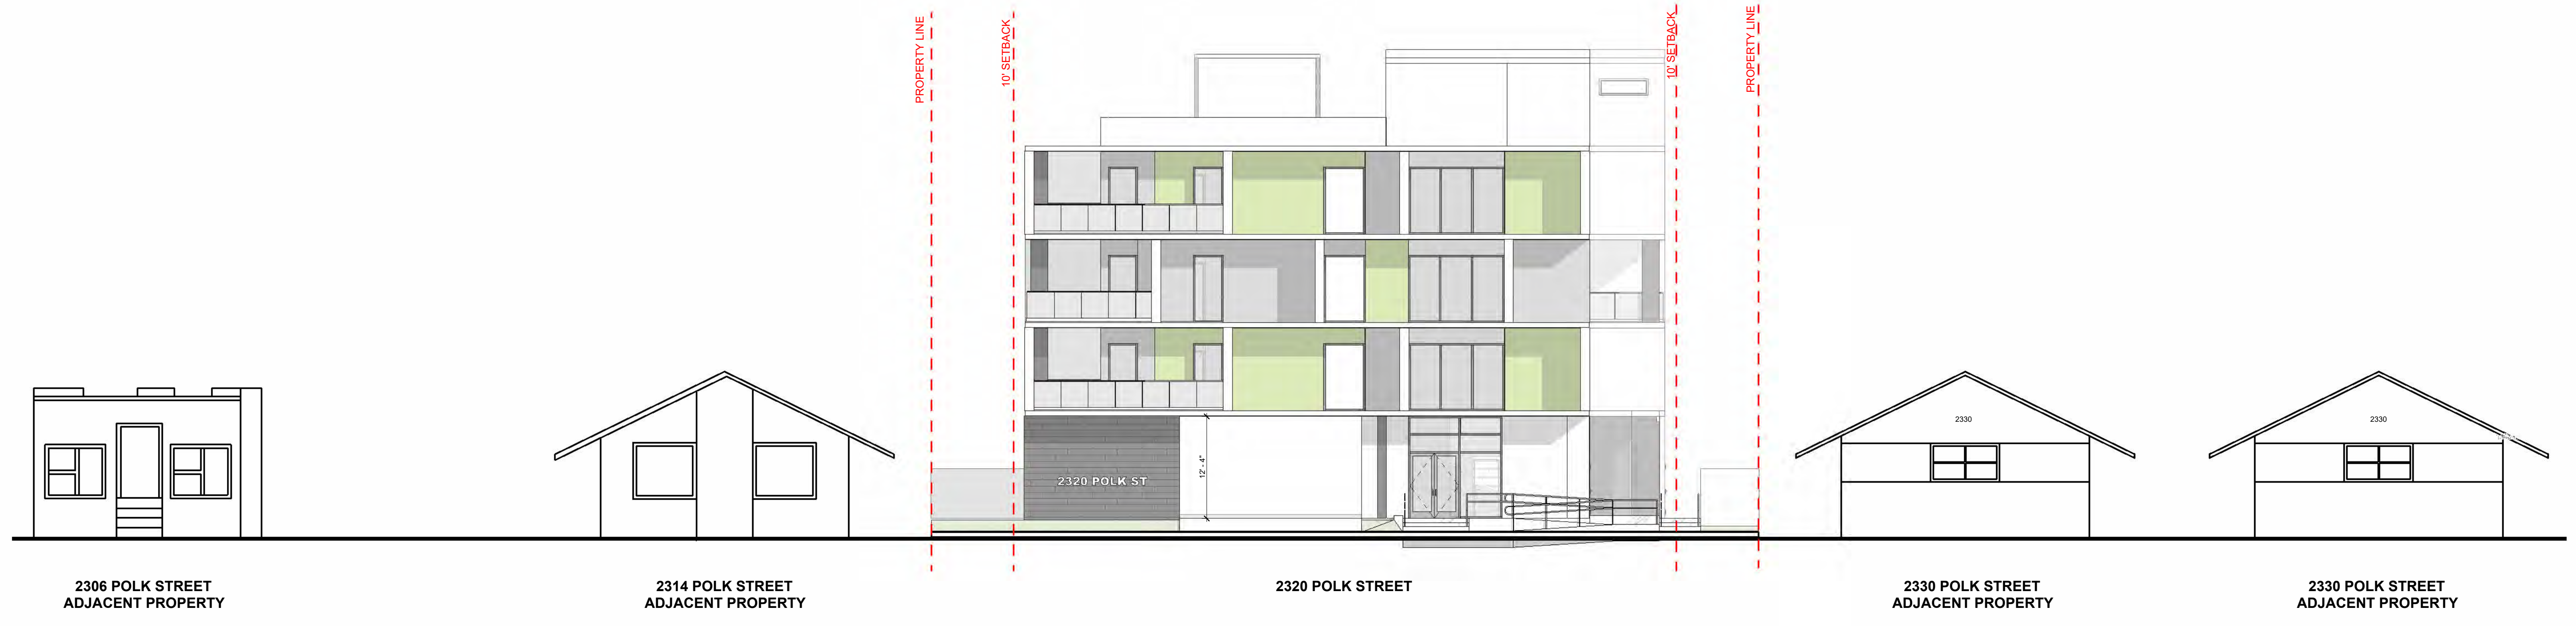 PROPERTY LINE
10' SETBACK
10' SETBACK
PROPERTY LINE
2320 POLK ST
12' - 4"
2330
2330
2306 POLK STREET
ADJACENT PROPERTY
2314 POLK STREET
ADJACENT PROPERTY
2320 POLK STREET
2330 POLK STREET
ADJACENT PROPERTY
2330 POLK STREET
ADJACENT PROPERTY